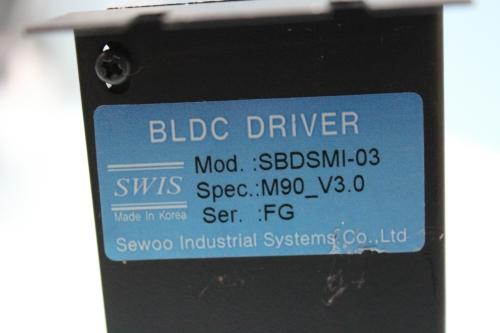 BLDC DRIVER
Mod. :SBDSMI-03
SWIS Spec.:M90_V3.0
Made In Korea Ser. :FG
Sewoo Industrial Systems Co.,Ltd